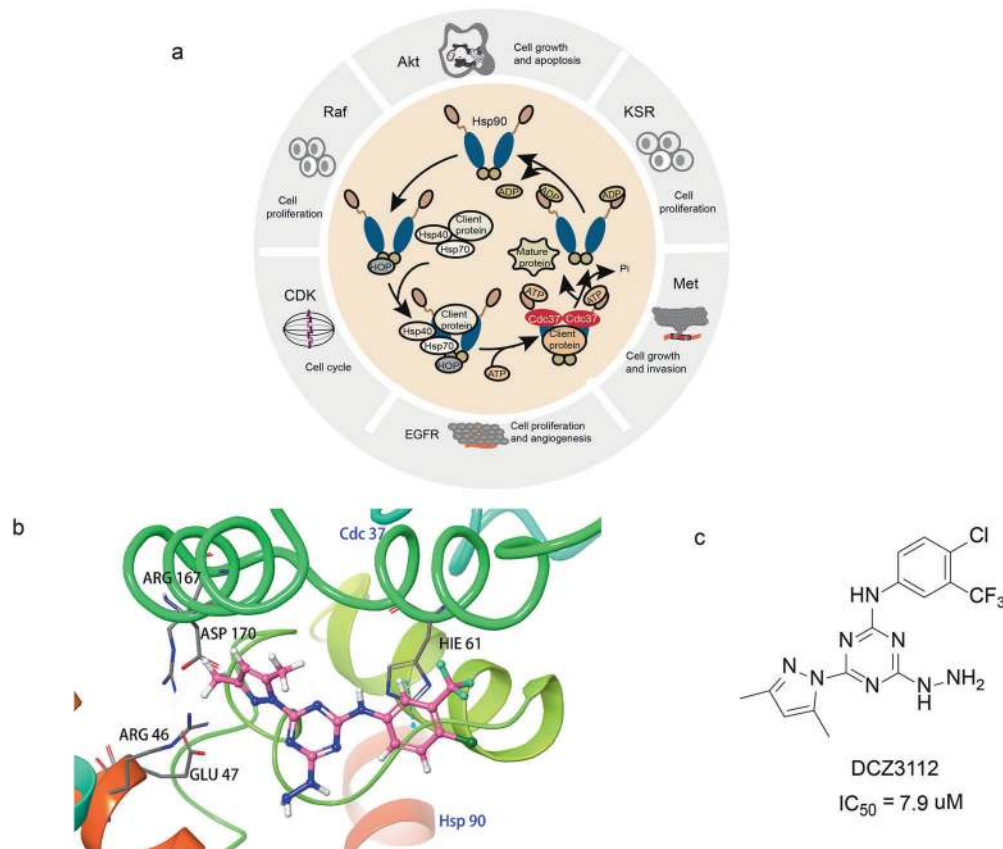 a
Akt
Cell growth
and apoptosis
Raf
Cell
proliferation
KSR
Cell
proliferation
CDK
Cell cycle
Met
Cell growth
and invasion
EGFR
Cell proliferation
and angiogenesis
Hsp90
ADP
ADP
ADP
Hsp40
Client
protein
Hsp70
HOP
Mature
protein
Pi
ATP
ATP
Cdc37
Cdc37
Client
protein
Client
protein
Hsp40
Hsp70
HOP
ATP
b
Cdc 37
ARG 167
ASP 170
HIE 61
ARG 46
GLU 47
Hsp 90
c
Cl
HN
CF₃
N
N
N
N
N
N
H
NH₂
DCZ3112
IC₅₀ = 7.9 uM